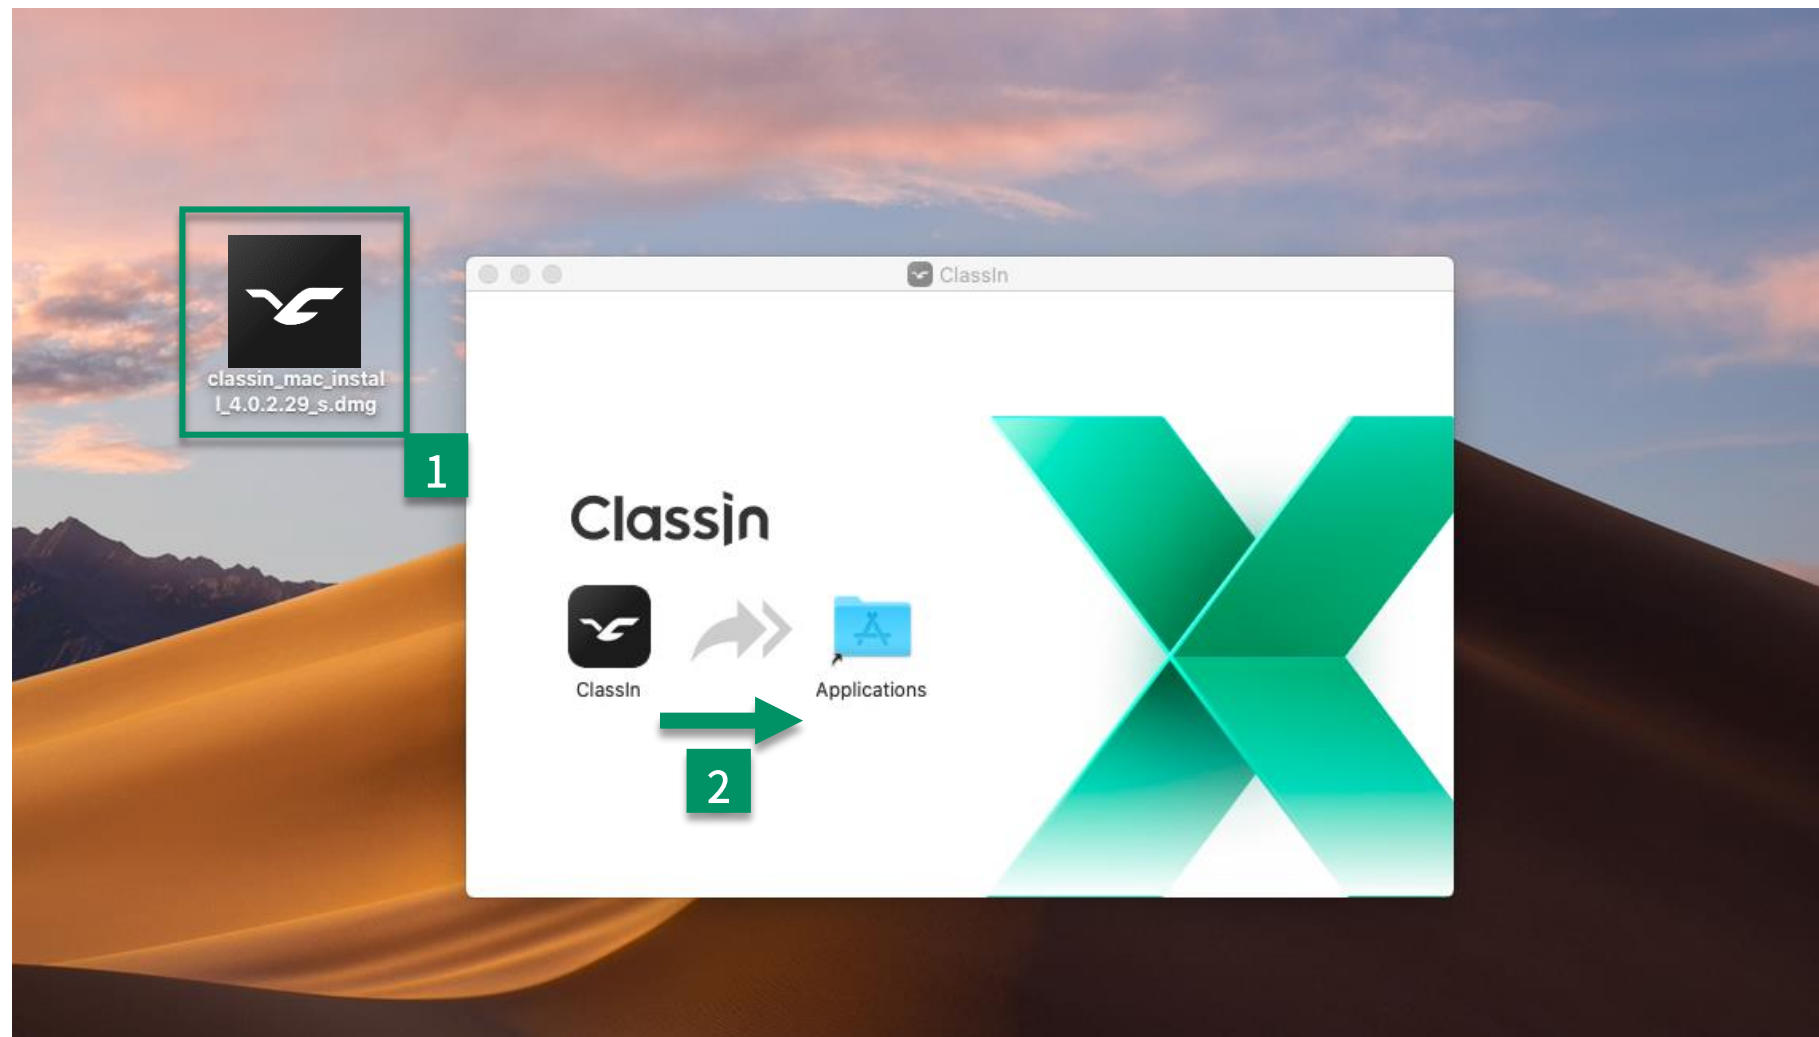 classin_mac_instal
l_4.0.2.29_s.dmg
1
ClassIn
Classin
ClassIn
Applications
2